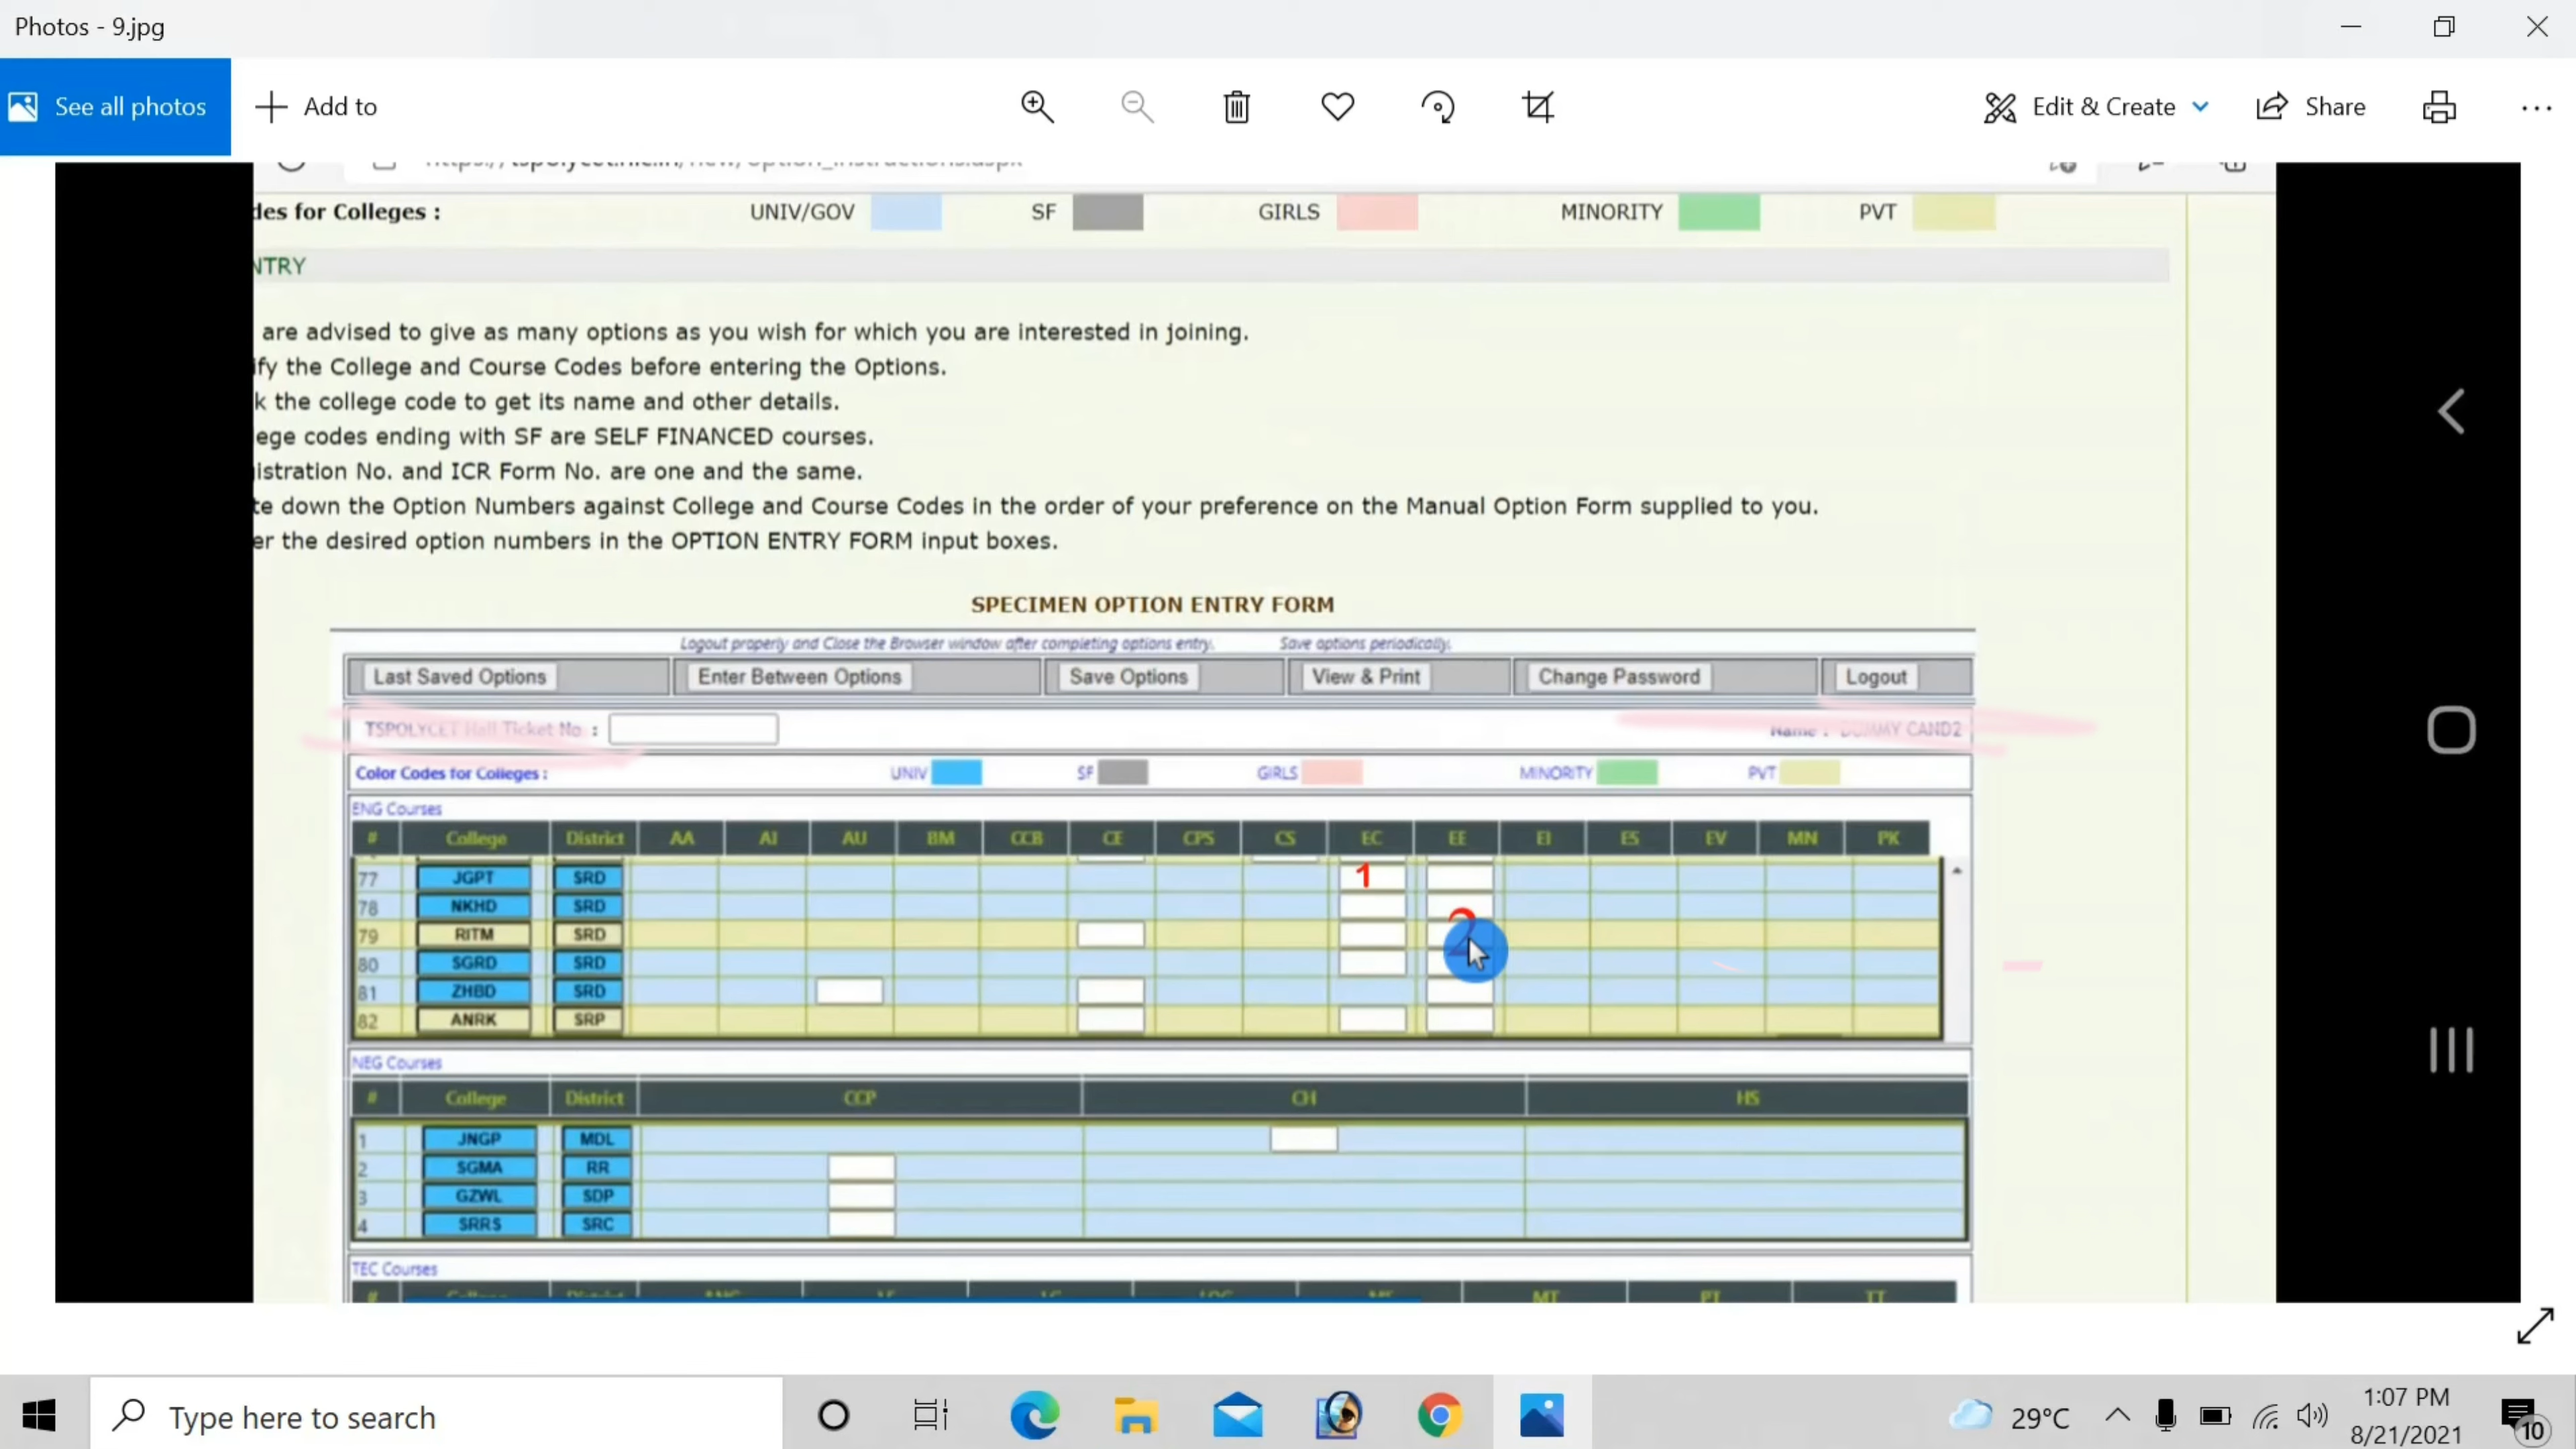 Photos - 9.jpg
See all photos
Add to
Edit & Create
Share
des for Colleges : UNIV/GOV SF GIRLS MINORITY PVT
NTRY
are advised to give as many options as you wish for which you are interested in joining.
ify the College and Course Codes before entering the Options.
k the college code to get its name and other details.
ege codes ending with SF are SELF FINANCED courses.
istration No. and ICR Form No. are one and the same.
te down the Option Numbers against College and Course Codes in the order of your preference on the Manual Option Form supplied to you.
er the desired option numbers in the OPTION ENTRY FORM input boxes.
SPECIMEN OPTION ENTRY FORM
Logout properly and Close the Browser window after completing options entry. Save options periodically.
Last Saved Options Enter Between Options Save Options View & Print Change Password Logout
TSPOLYCET Hall Ticket No. : Name : DUMMY CAND2
Color Codes for Colleges : UNIV SF GIRLS MINORITY PVT
ENG Courses
# College District AA AI AU BM CCB CE CPS CS EC EE EI ES EV MN PK
77 JGPT SRD 1
78 NKHD SRD
79 RITM SRD 2
80 SGRD SRD
81 ZHBD SRD
82 ANRK SRP
NEG Courses
# College District CCP CH HS
1 JNGP MDL
2 SGMA RR
3 GZWL SDP
4 SRRS SRC
TEC Courses
Type here to search
29°C
1:07 PM
8/21/2021
10